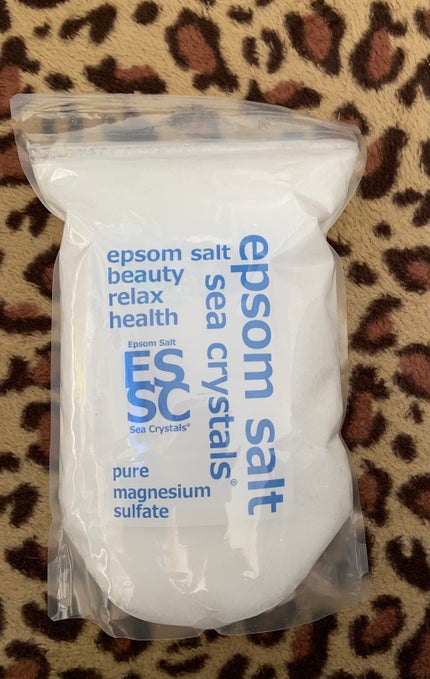 epsom salt
beauty
relax
health
Epsom Salt
ES
SC
Sea Crystals®
pure
magnesium
sulfate
epsom salt
sea crystals®